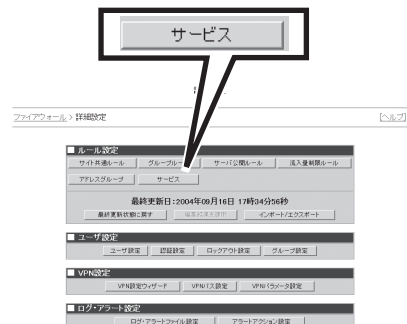 サービス
ファイアウォール > 詳細設定 [ヘルプ]
■ ルール設定
サイト共通ルール グループルー サーバ公開ルール 流入量制限ルール
アドレスグループ サービス
最終更新日:2004年09月16日 17時34分56秒
最終更新状態に戻す 編集結果を適用 インポート/エクスポート
■ ユーザ設定
ユーザ設定 認証設定 ロックアウト設定 グループ設定
■ VPN設定
VPN設定ウィザード VPNパス設定 VPNパラメータ設定
■ ログ・アラート設定
ログ・アラートファイル設定 アラートアクション設定